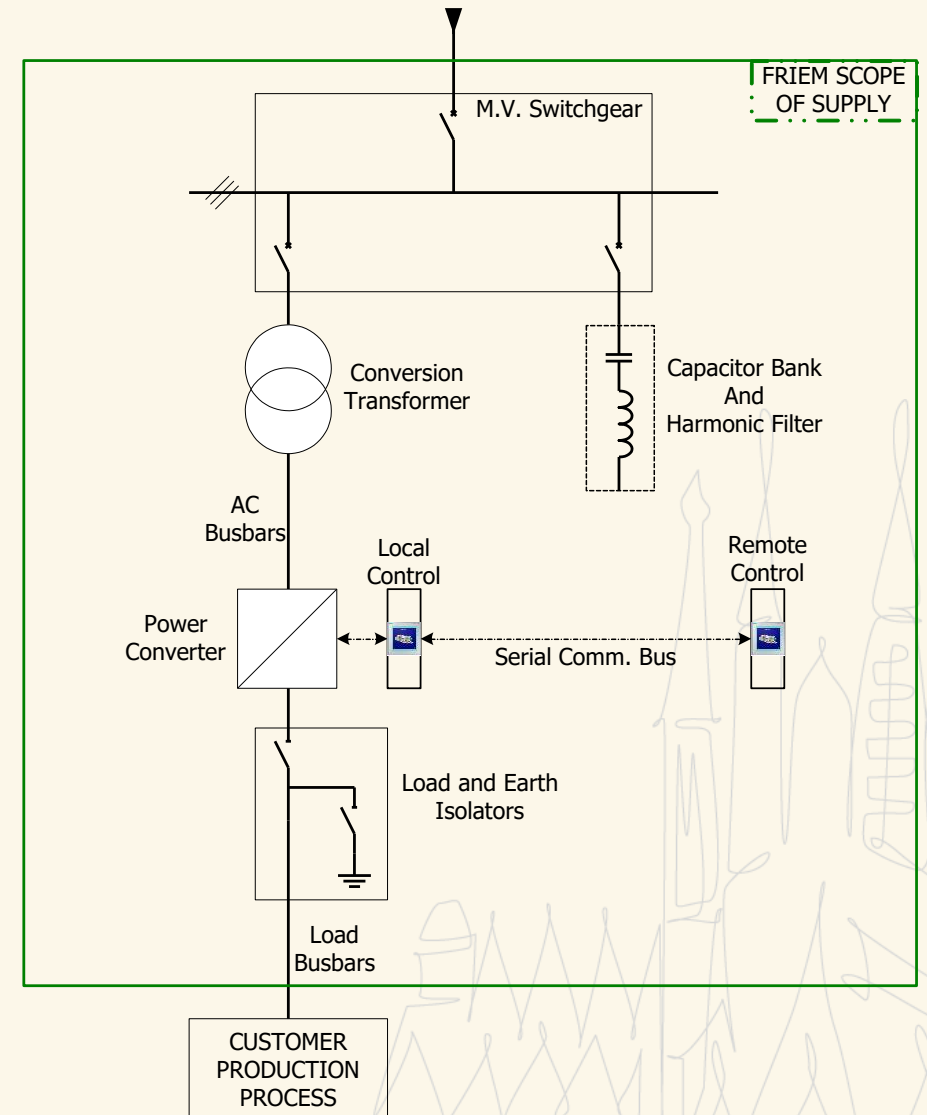 FRIEM SCOPE
OF SUPPLY
M.V. Switchgear
Conversion
Transformer
Capacitor Bank
And
Harmonic Filter
AC
Busbars
Local
Control
Remote
Control
Power
Converter
Serial Comm. Bus
Load and Earth
Isolators
Load
Busbars
CUSTOMER
PRODUCTION
PROCESS